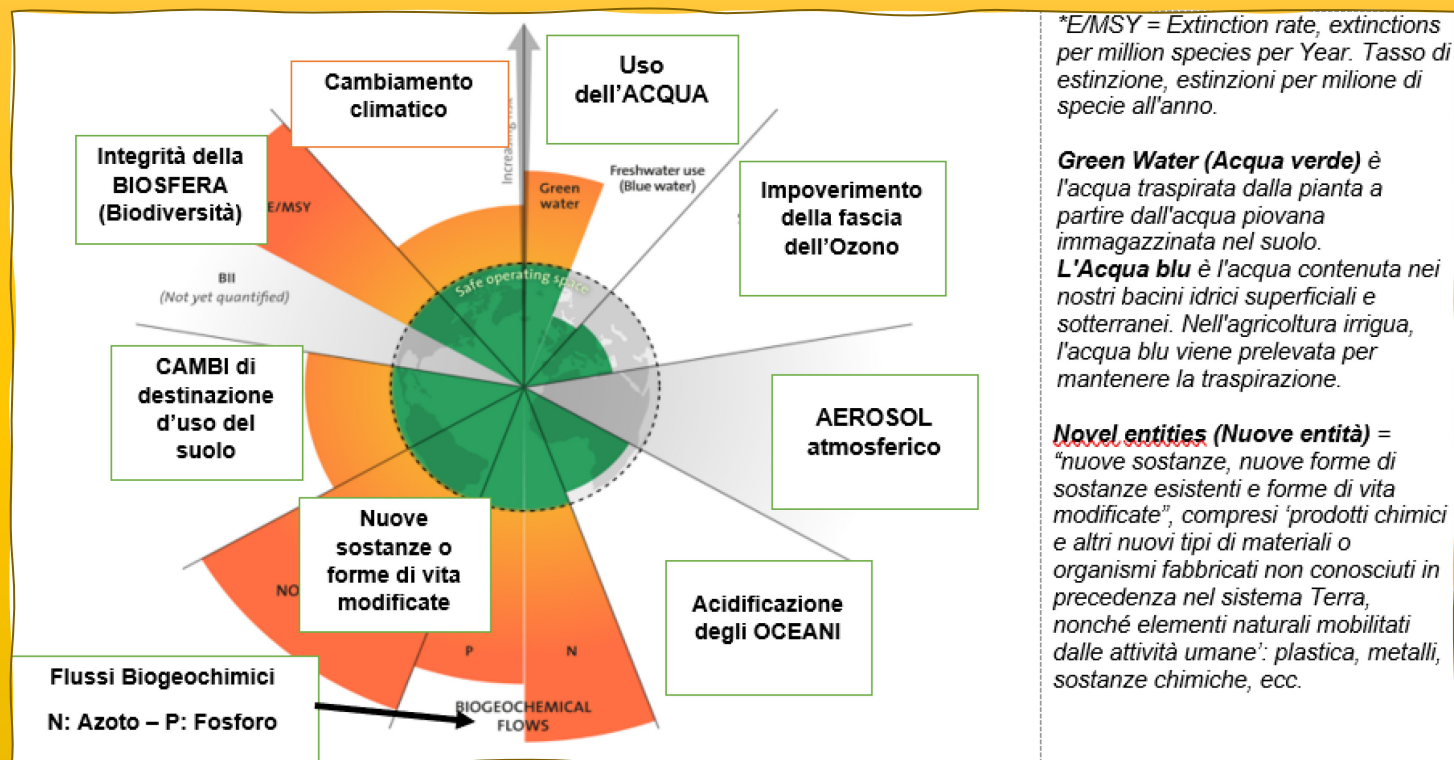 Cambiamento
climatico
Uso
dell'ACQUA
Integrità della
BIOSFERA
(Biodiversità)
E/MSY
Increasing risk
Green
water
Freshwater use
(Blue water)
Impoverimento
della fascia
dell'Ozono
BII
(Not yet quantified)
Safe operating space
CAMBI di
destinazione
d'uso del
suolo
AEROSOL
atmosferico
Nuove
sostanze o
forme di vita
modificate
NO
Acidificazione
degli OCEANI
P
N
BIOGEOCHEMICAL
FLOWS
Flussi Biogeochimici
N: Azoto – P: Fosforo
*E/MSY = Extinction rate, extinctions
per million species per Year. Tasso di
estinzione, estinzioni per milione di
specie all'anno.
Green Water (Acqua verde) è
l'acqua traspirata dalla pianta a
partire dall'acqua piovana
immagazzinata nel suolo.
L'Acqua blu è l'acqua contenuta nei
nostri bacini idrici superficiali e
sotterranei. Nell'agricoltura irrigua,
l'acqua blu viene prelevata per
mantenere la traspirazione.
Novel entities (Nuove entità) =
“nuove sostanze, nuove forme di
sostanze esistenti e forme di vita
modificate”, compresi ‘prodotti chimici
e altri nuovi tipi di materiali o
organismi fabbricati non conosciuti in
precedenza nel sistema Terra,
nonché elementi naturali mobilitati
dalle attività umane’: plastica, metalli,
sostanze chimiche, ecc.